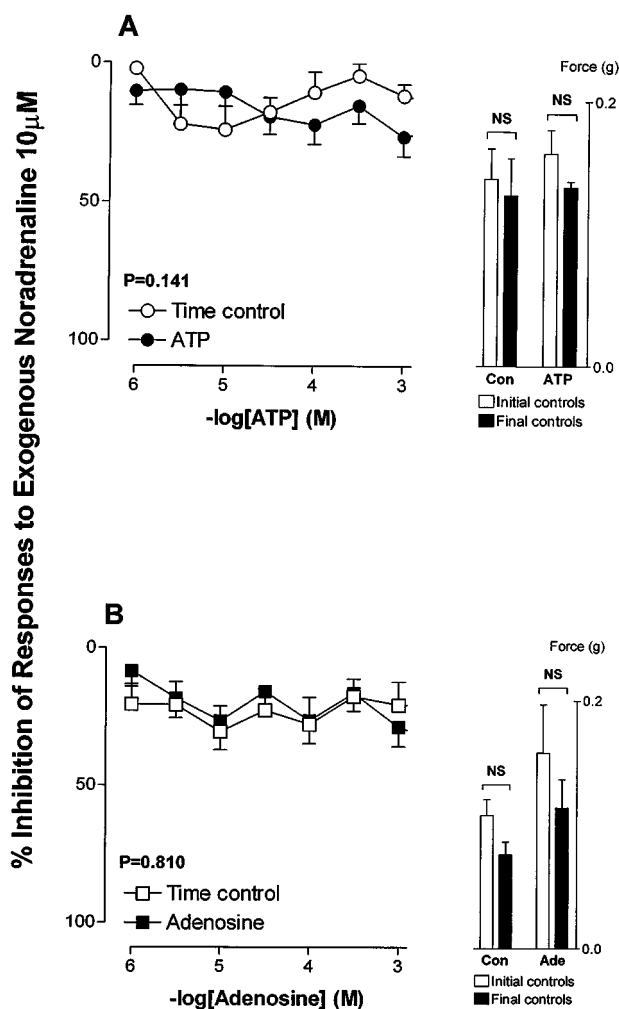 % Inhibition of Responses to Exogenous Noradrenaline 10µM
A
0
50
100
P=0.141
Time control
ATP
6 5 4 3
-log[ATP] (M)
Force (g)
NS NS
0.2
0.0
Con ATP
Initial controls
Final controls
B
0
50
100
P=0.810
Time control
Adenosine
6 5 4 3
-log[Adenosine] (M)
Force (g)
NS
NS
0.2
0.0
Con Ade
Initial controls
Final controls